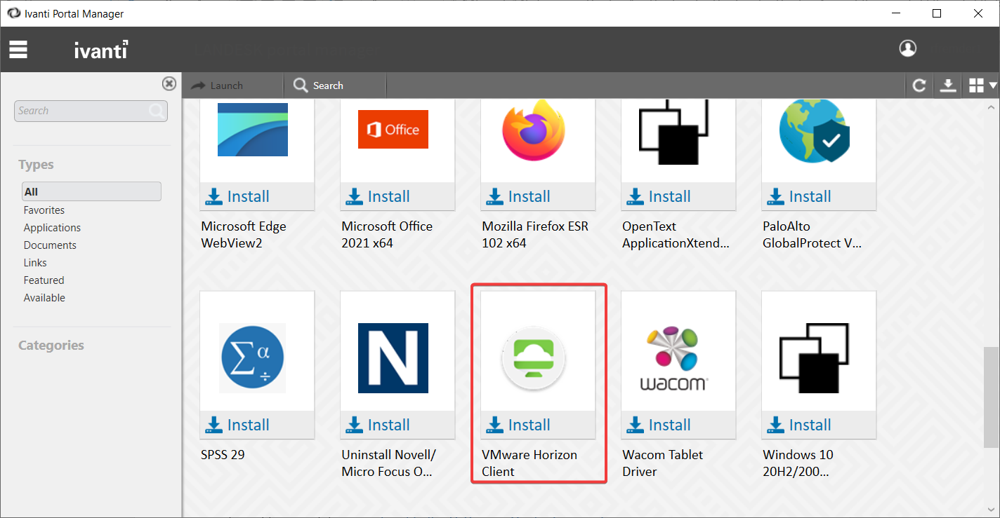 Ivanti Portal Manager
ivanti
Launch
Search
Search
Types
All
Favorites
Applications
Documents
Links
Featured
Available
Categories
Office
Install
Install
Install
Install
Install
Microsoft Edge
WebView2
Microsoft Office
2021 x64
Mozilla Firefox ESR
102 x64
OpenText
ApplicationXtend...
PaloAlto
GlobalProtect V...
Σ α ÷
N
wacom
Install
Install
Install
Install
Install
SPSS 29
Uninstall Novell/
Micro Focus O...
VMware Horizon
Client
Wacom Tablet
Driver
Windows 10
20H2/200...